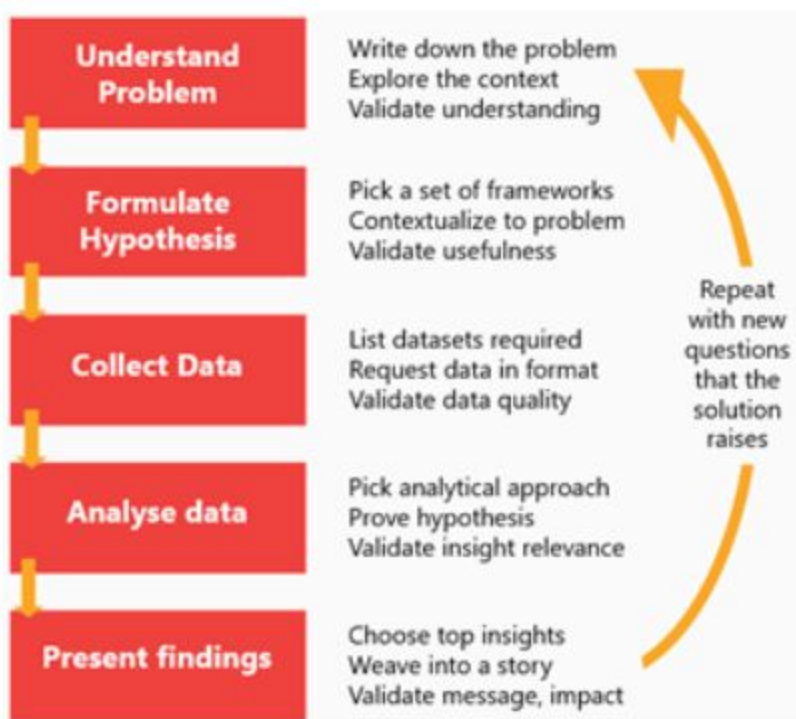 Understand
Problem
Write down the problem
Explore the context
Validate understanding
Formulate
Hypothesis
Pick a set of frameworks
Contextualize to problem
Validate usefulness
Collect Data
List datasets required
Request data in format
Validate data quality
Analyse data
Pick analytical approach
Prove hypothesis
Validate insight relevance
Present findings
Choose top insights
Weave into a story
Validate message, impact
Repeat
with new
questions
that the
solution
raises